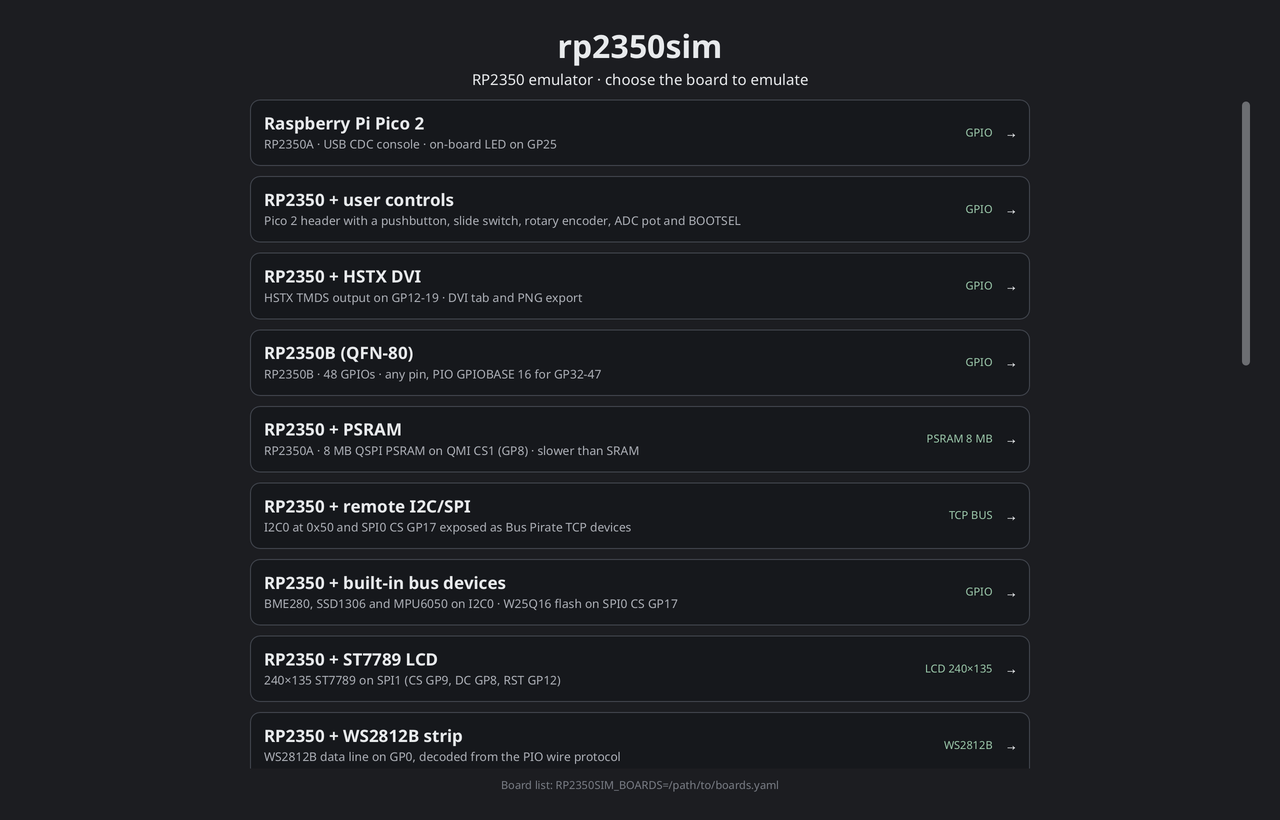 rp2350sim
RP2350 emulator · choose the board to emulate
Raspberry Pi Pico 2
RP2350A · USB CDC console · on-board LED on GP25
GPIO →
RP2350 + user controls
Pico 2 header with a pushbutton, slide switch, rotary encoder, ADC pot and BOOTSEL
GPIO →
RP2350 + HSTX DVI
HSTX TMDS output on GP12-19 · DVI tab and PNG export
GPIO →
RP2350B (QFN-80)
RP2350B · 48 GPIOs · any pin, PIO GPIOBASE 16 for GP32-47
GPIO →
RP2350 + PSRAM
RP2350A · 8 MB QSPI PSRAM on QMI CS1 (GP8) · slower than SRAM
PSRAM 8 MB →
RP2350 + remote I2C/SPI
I2C0 at 0x50 and SPI0 CS GP17 exposed as Bus Pirate TCP devices
TCP BUS →
RP2350 + built-in bus devices
BME280, SSD1306 and MPU6050 on I2C0 · W25Q16 flash on SPI0 CS GP17
GPIO →
RP2350 + ST7789 LCD
240×135 ST7789 on SPI1 (CS GP9, DC GP8, RST GP12)
LCD 240×135 →
RP2350 + WS2812B strip
WS2812B data line on GP0, decoded from the PIO wire protocol
WS2812B →
Board list: RP2350SIM_BOARDS=/path/to/boards.yaml